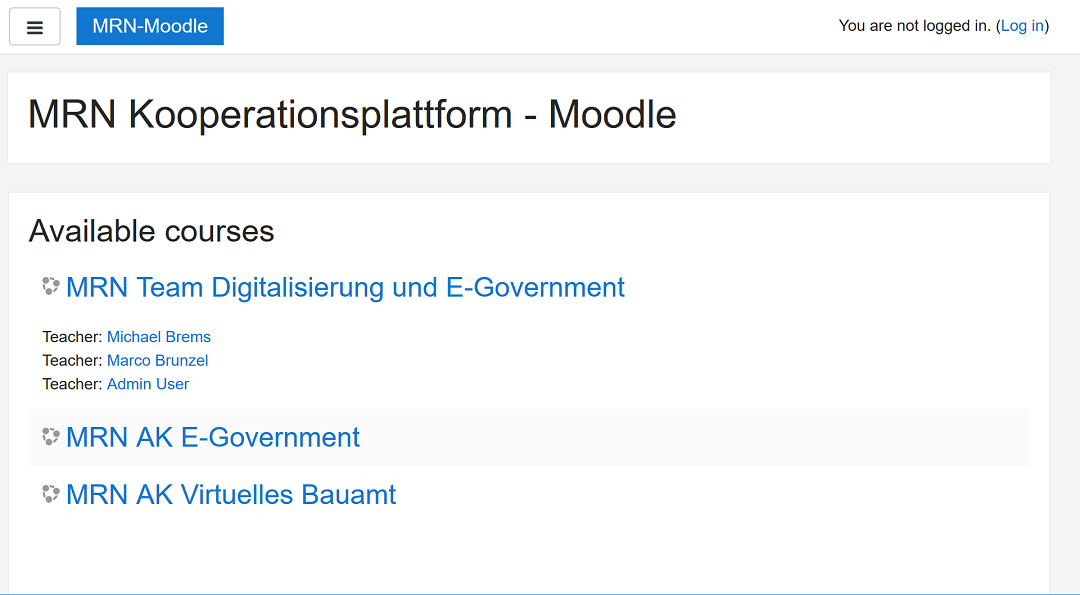 MRN-Moodle
You are not logged in. (Log in)
MRN Kooperationsplattform - Moodle
Available courses
MRN Team Digitalisierung und E-Government
Teacher: Michael Brems
Teacher: Marco Brunzel
Teacher: Admin User
MRN AK E-Government
MRN AK Virtuelles Bauamt